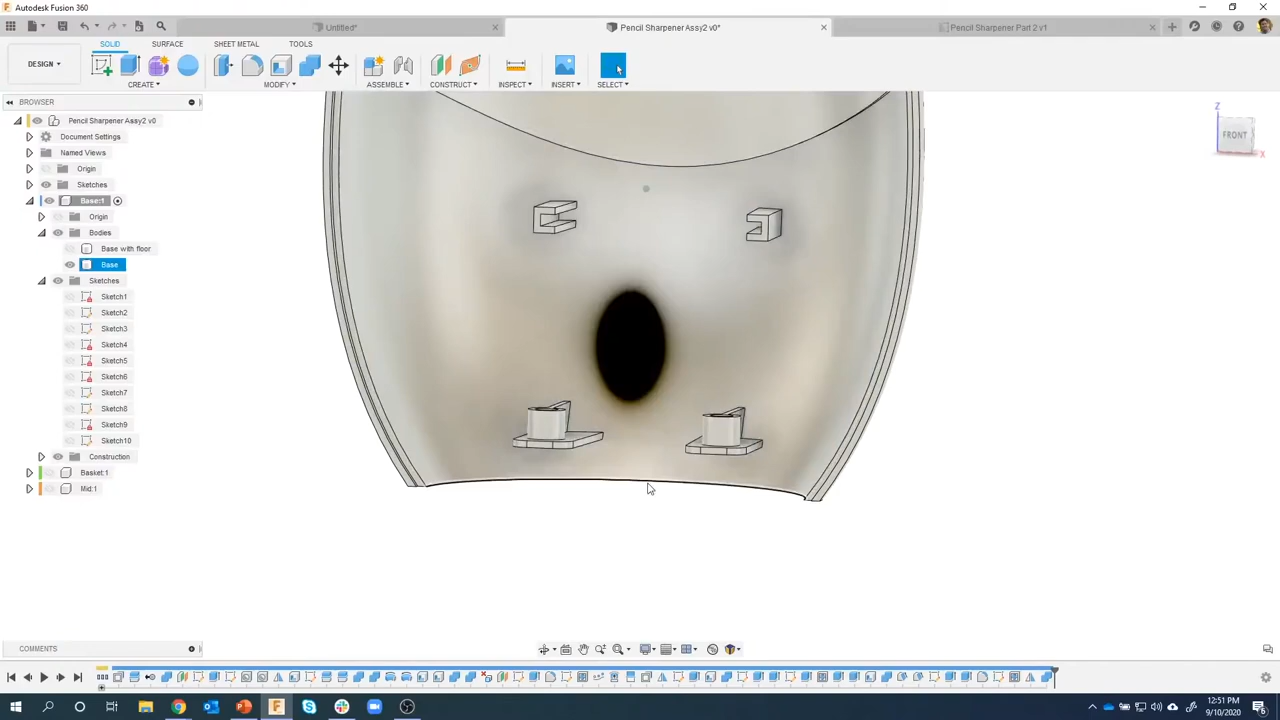 Autodesk Fusion 360
Untitled*
Pencil Sharpener Assy2 v0*
Pencil Sharpener Part 2 v1
SOLID
SURFACE
SHEET METAL
TOOLS
DESIGN
CREATE
MODIFY
ASSEMBLE
CONSTRUCT
INSPECT
INSERT
SELECT
BROWSER
Pencil Sharpener Assy2 v0
Document Settings
Named Views
Origin
Sketches
Base:1
Origin
Bodies
Base with floor
Base
Sketches
Sketch1
Sketch2
Sketch3
Sketch4
Sketch5
Sketch6
Sketch7
Sketch8
Sketch9
Sketch10
Construction
Basket:1
Mid:1
Z
FRONT
X
COMMENTS
12:51 PM
9/10/2020